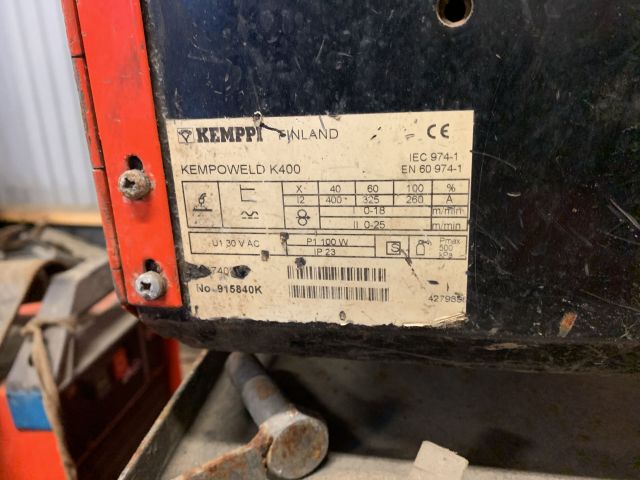 KEMPPI FINLAND CE
KEMPOWELD K400 IEC 974-1
EN 60 974-1
X 40 60 100 %
I2 400 325 260 A
I 0-18 m/min
II 0-25 m/min
U1 30 V AC P1 100 W S Pmax
IP 23 500
kPa
No 915840K